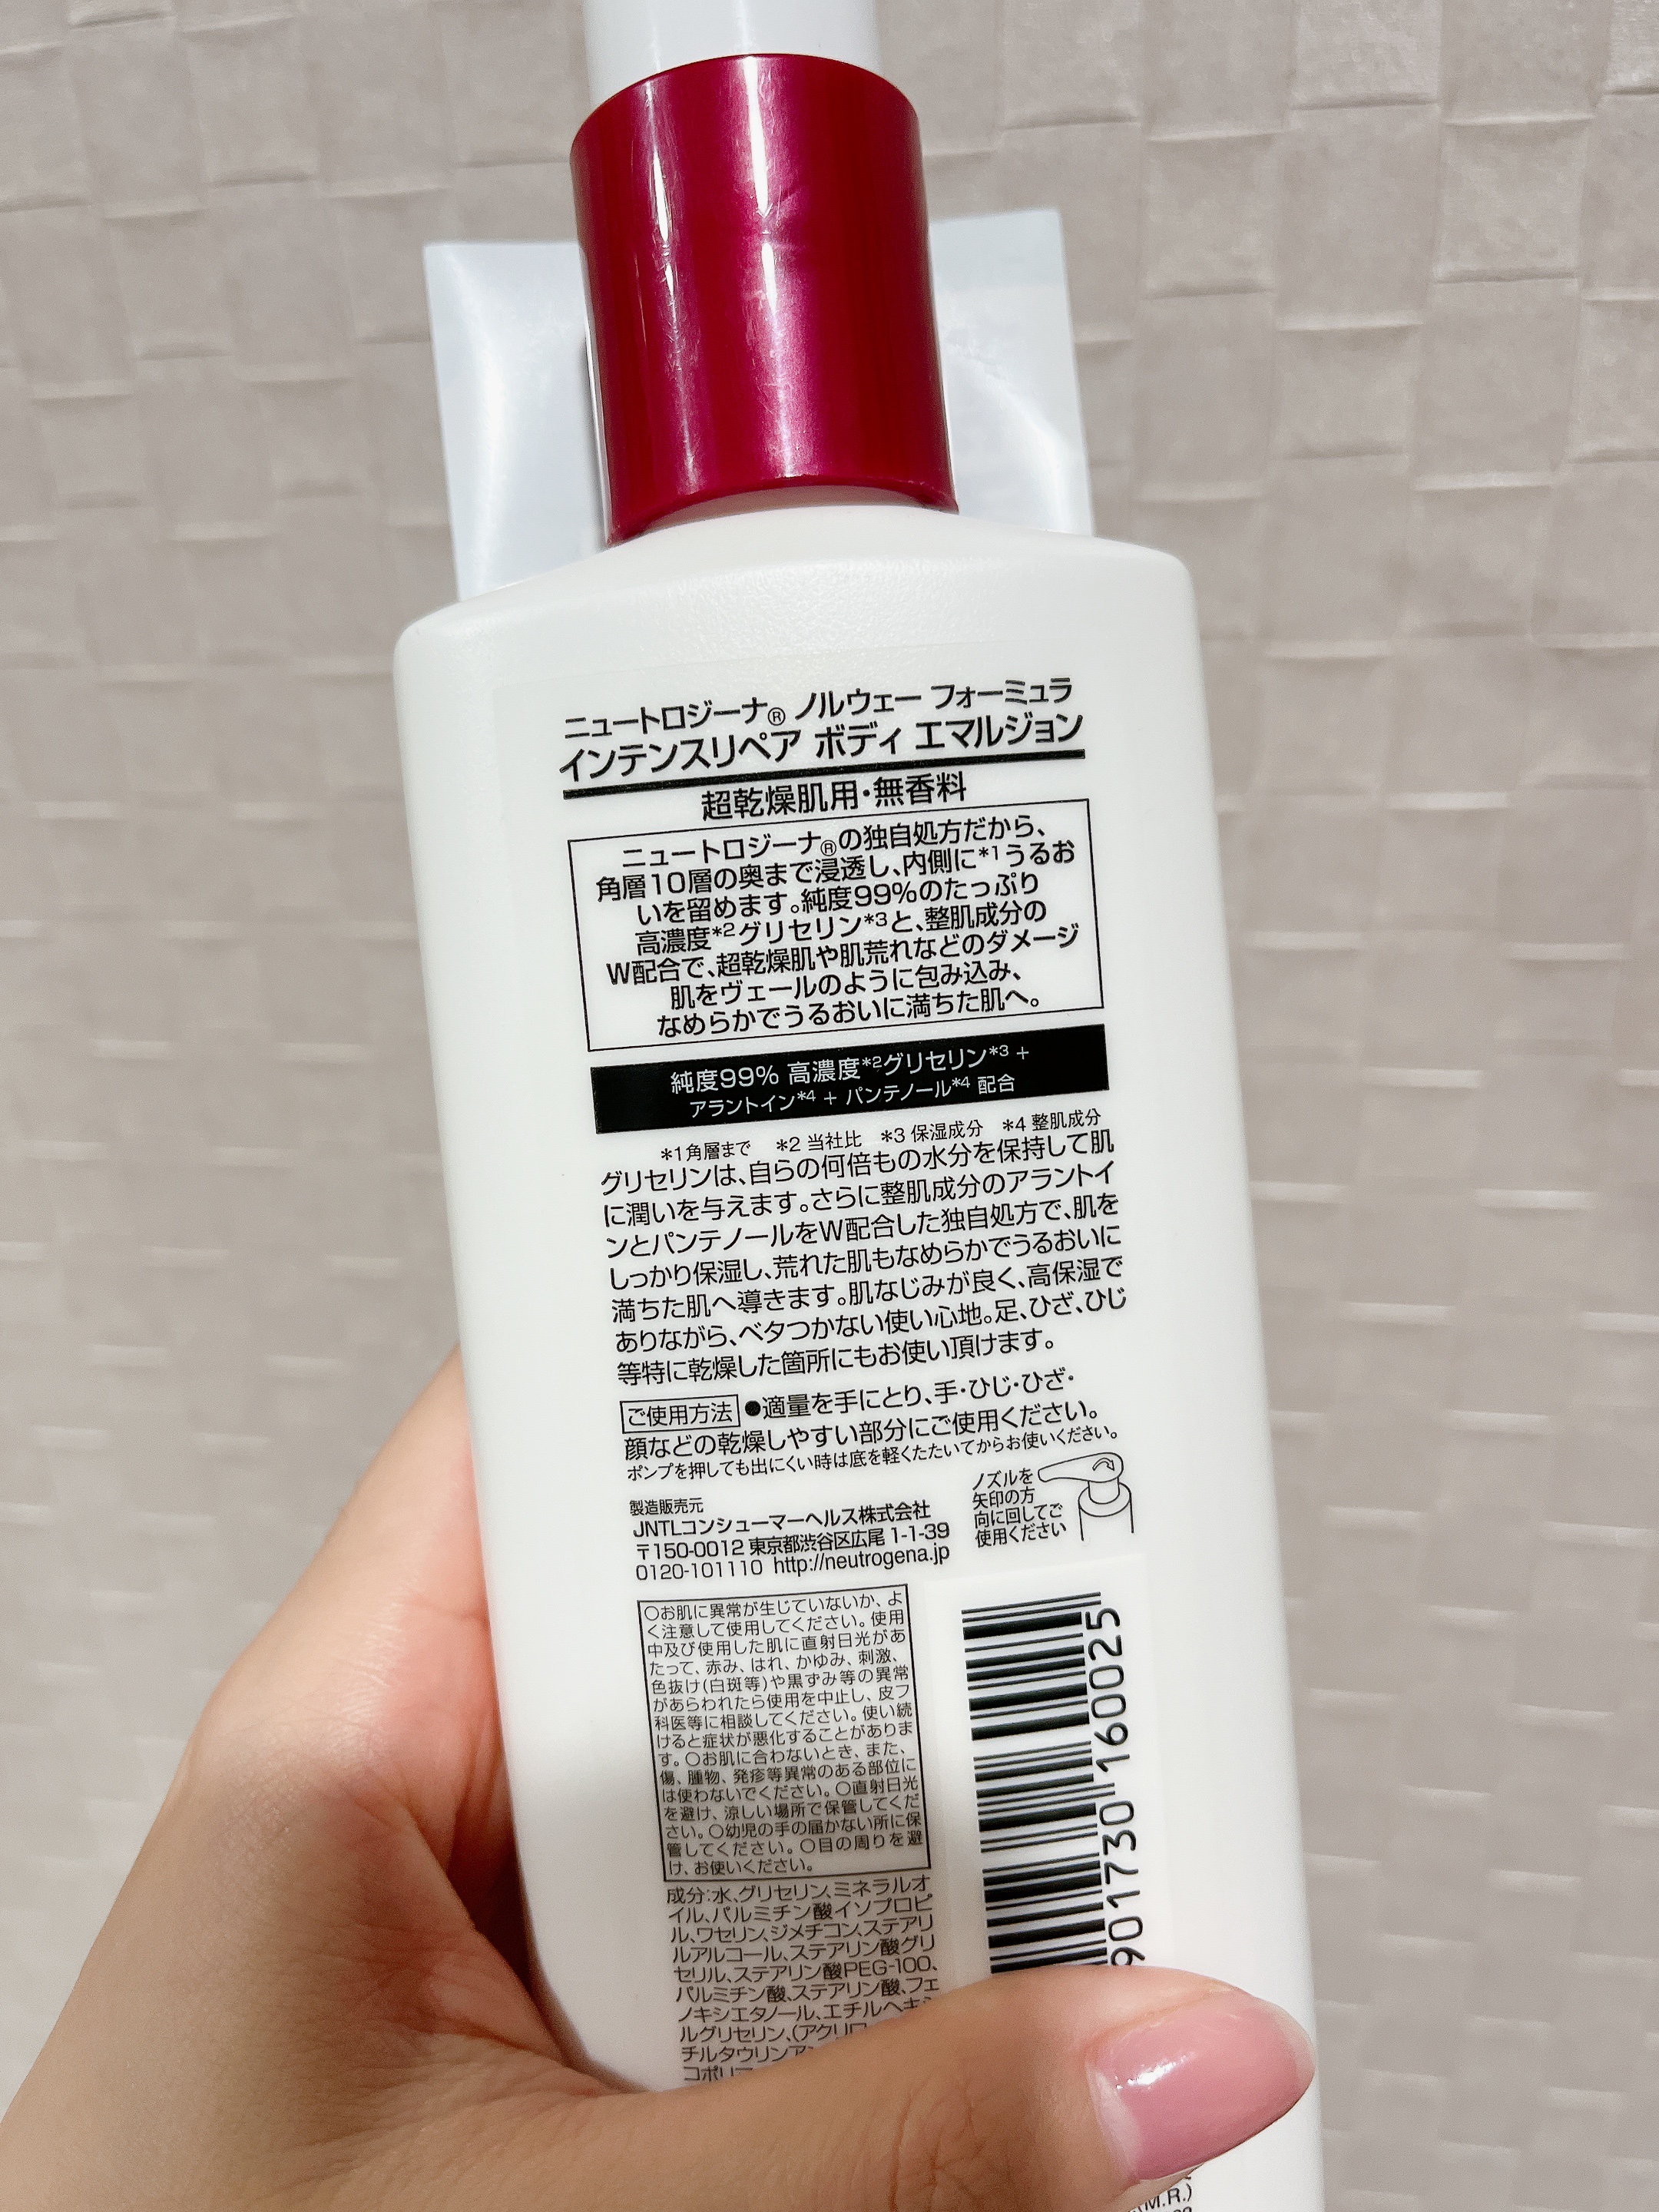 ニュートロジーナ® ノルウェー フォーミュラ
インテンスリペア ボディ エマルジョン
超乾燥肌用・無香料
ニュートロジーナ®の独自処方だから、
角層10層の奥まで浸透し、内側に*1うるお
いを留めます。純度99%のたっぷり
高濃度*2グリセリン*3と、整肌成分の
W配合で、超乾燥肌や肌荒れなどのダメージ
肌をヴェールのように包み込み、
なめらかでうるおいに満ちた肌へ。
純度99% 高濃度*2グリセリン*3 +
アラントイン*4 + パンテノール*4 配合
*1角層まで *2 当社比 *3 保湿成分 *4 整肌成分
グリセリンは、自らの何倍もの水分を保持して肌
に潤いを与えます。さらに整肌成分のアラントイ
ンとパンテノールをW配合した独自処方で、肌を
しっかり保湿し、荒れた肌もなめらかでうるおいに
満ちた肌へ導きます。肌なじみが良く、高保湿で
ありながら、ベタつかない使い心地。足、ひざ、ひじ
等特に乾燥した箇所にもお使い頂けます。
ご使用方法 ●適量を手にとり、手・ひじ・ひざ・
顔などの乾燥しやすい部分にご使用ください。
ポンプを押しても出にくい時は底を軽くたたいてからお使いください。
ノズルを
矢印の方
向に回してご
使用ください
製造販売元
JNTLコンシューマーヘルス株式会社
〒150-0012 東京都渋谷区広尾 1-1-39
0120-101110 http://neutrogena.jp
○お肌に異常が生じていないか、よ
く注意して使用してください。使用
中及び使用した肌に直射日光があ
たって、赤み、はれ、かゆみ、刺激、
色抜け(白斑等)や黒ずみ等の異常
があらわれたら使用を中止し、皮フ
科医等に相談してください。使い続
けると症状が悪化することがありま
す。○お肌に合わないとき、また、
傷、腫物、発疹等異常のある部位に
は使わないでください。○直射日光
を避け、涼しい場所で保管してくだ
さい。○幼児の手の届かない所に保
管してください。○目の周りを避
け、お使いください。
成分:水、グリセリン、ミネラルオ
イル、パルミチン酸イソプロピ
ル、ワセリン、ジメチコン、ステアリ
ルアルコール、ステアリン酸グリ
セリル、ステアリン酸PEG-100、
パルミチン酸、ステアリン酸、フェ
ノキシエタノール、エチルヘキシ
ルグリセリン、(アクリロ
チルタウリンア
コポリ
901730 160025
(M.R.)